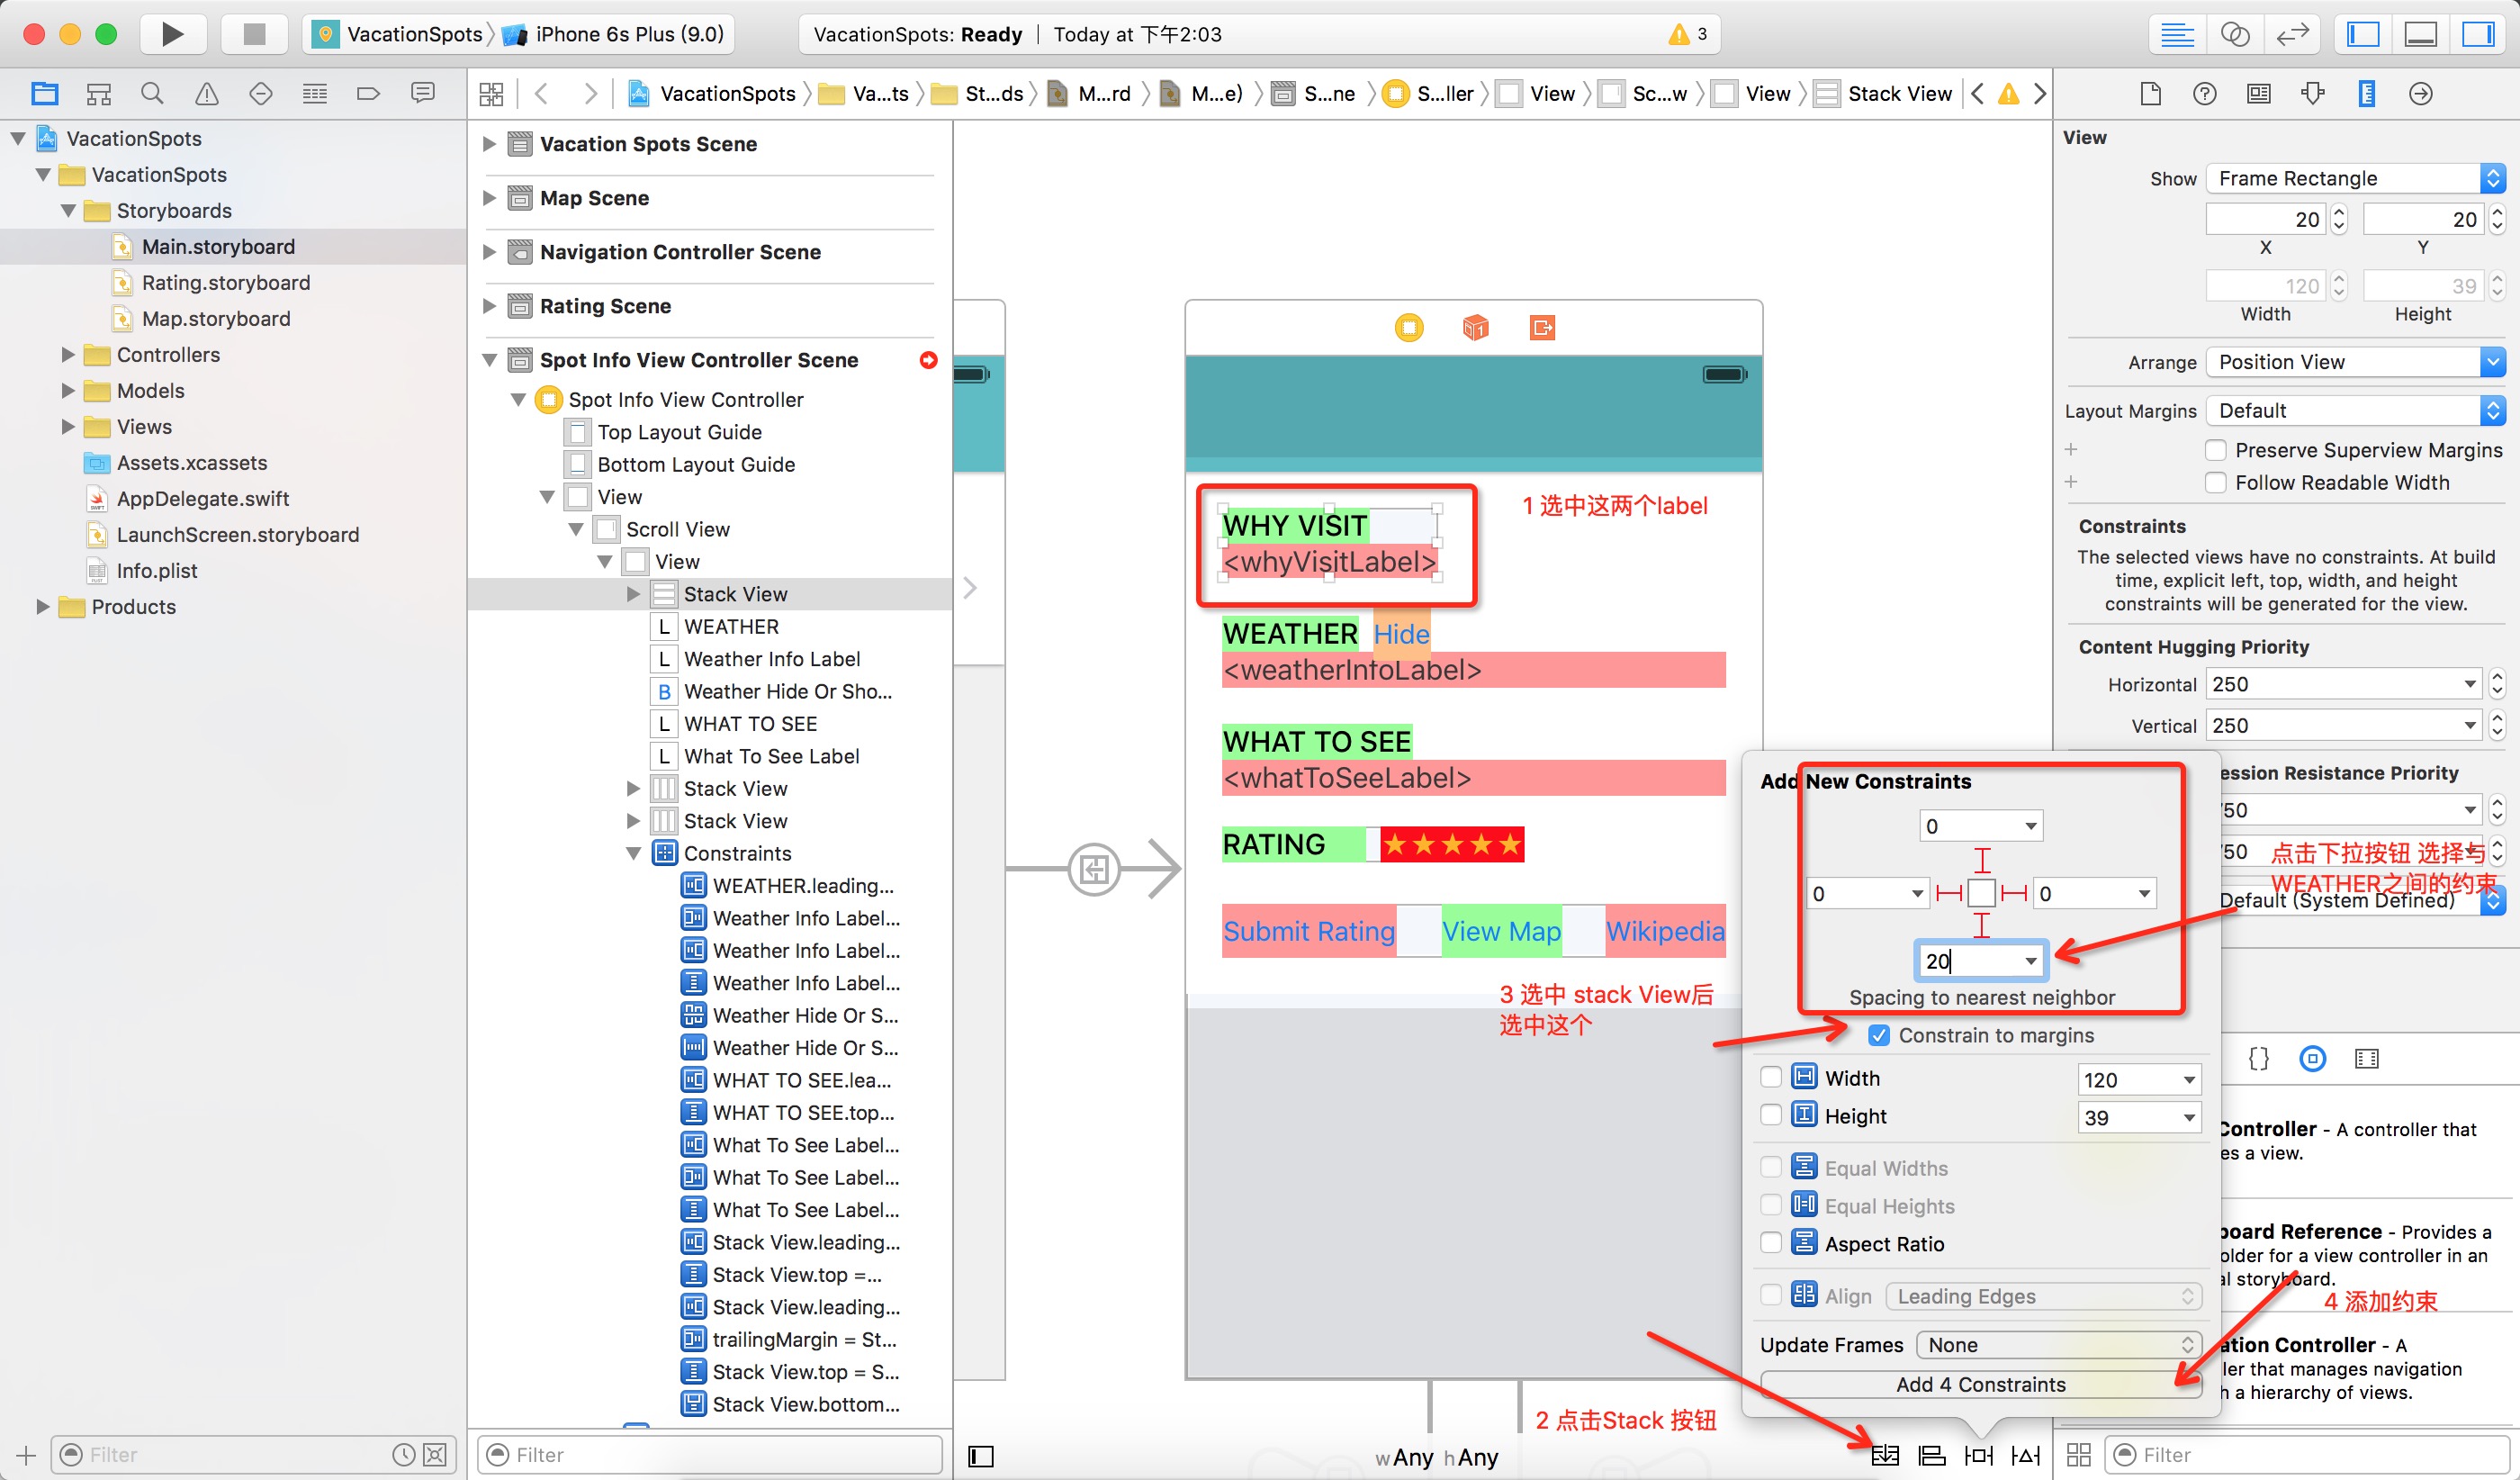 VacationSpots
iPhone 6s Plus (9.0)
VacationSpots: Ready
Today at 下午2:03
3
VacationSpots
Va...ts
St...ds
M...rd
M...e)
S...ne
S...ller
View
Sc...w
View
Stack View
VacationSpots
VacationSpots
Storyboards
Main.storyboard
Rating.storyboard
Map.storyboard
Controllers
Models
Views
Assets.xcassets
AppDelegate.swift
LaunchScreen.storyboard
Info.plist
Products
Filter
Vacation Spots Scene
Map Scene
Navigation Controller Scene
Rating Scene
Spot Info View Controller Scene
Spot Info View Controller
Top Layout Guide
Bottom Layout Guide
View
Scroll View
View
Stack View
L WEATHER
L Weather Info Label
B Weather Hide Or Sho...
L WHAT TO SEE
L What To See Label
Stack View
Stack View
Constraints
WEATHER.leading...
Weather Info Label...
Weather Info Label...
Weather Info Label...
Weather Hide Or S...
Weather Hide Or S...
WHAT TO SEE.lea...
WHAT TO SEE.top...
What To See Label...
What To See Label...
What To See Label...
Stack View.leading...
Stack View.top =...
Stack View.leading...
trailingMargin = St...
Stack View.top = S...
Stack View.bottom...
Filter
WHY VISIT
<whyVisitLabel>
1 选中这两个label
WEATHER Hide
<weatherInfoLabel>
WHAT TO SEE
<whatToSeeLabel>
RATING
Submit Rating
View Map
Wikipedia
3 选中 stack View后
选中这个
2 点击Stack 按钮
wAny hAny
Add New Constraints
0
0
0
20
Spacing to nearest neighbor
Constrain to margins
Width 120
Height 39
Equal Widths
Equal Heights
Aspect Ratio
Align Leading Edges
Update Frames None
Add 4 Constraints
View
Show Frame Rectangle
20 20
X Y
120 39
Width Height
Arrange Position View
Layout Margins Default
Preserve Superview Margins
Follow Readable Width
Constraints
The selected views have no constraints. At build
time, explicit left, top, width, and height
constraints will be generated for the view.
Content Hugging Priority
Horizontal 250
Vertical 250
ession Resistance Priority
50
50
点击下拉按钮 选择与
WEATHER之间的约束
Default (System Defined)
Controller - A controller that
es a view.
board Reference - Provides a
older for a view controller in an
al storyboard.
4 添加约束
ation Controller - A
ler that manages navigation
h a hierarchy of views.
Filter